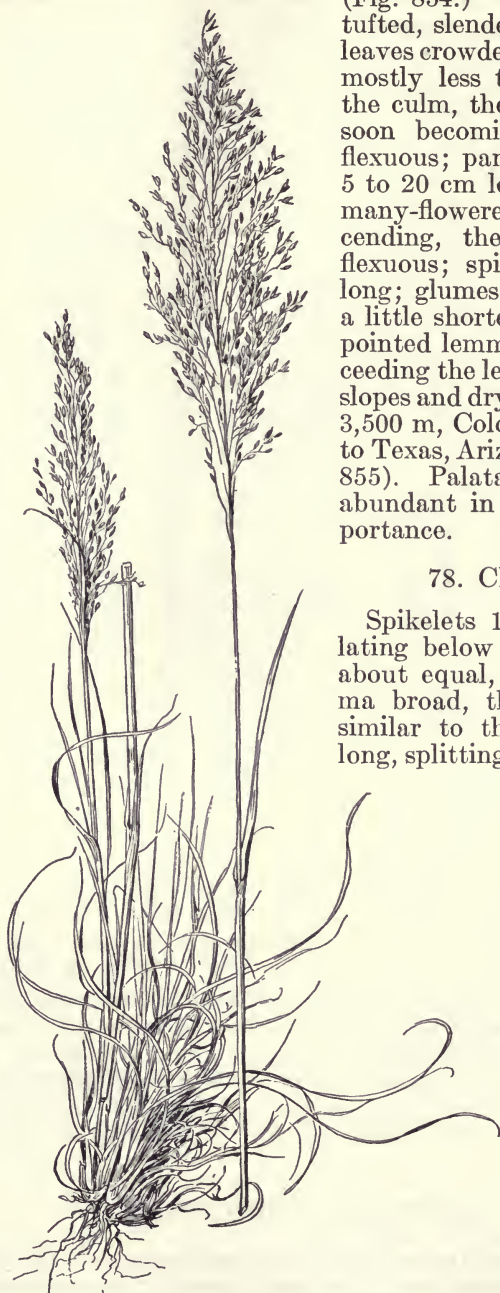 (Fig. 854.)
tufted, slende
leaves crowde
mostly less t
the culm, the
soon becomi
flexuous; pan
5 to 20 cm lo
many-flowere
cending, the
flexuous; spi
long; glumes
a little shorte
pointed lemm
ceeding the le
slopes and dry
3,500 m, Colo
to Texas, Ariz
855). Palata
abundant in
portance.
78. C
Spikelets 1
lating below
about equal,
ma broad, th
similar to th
long, splitting